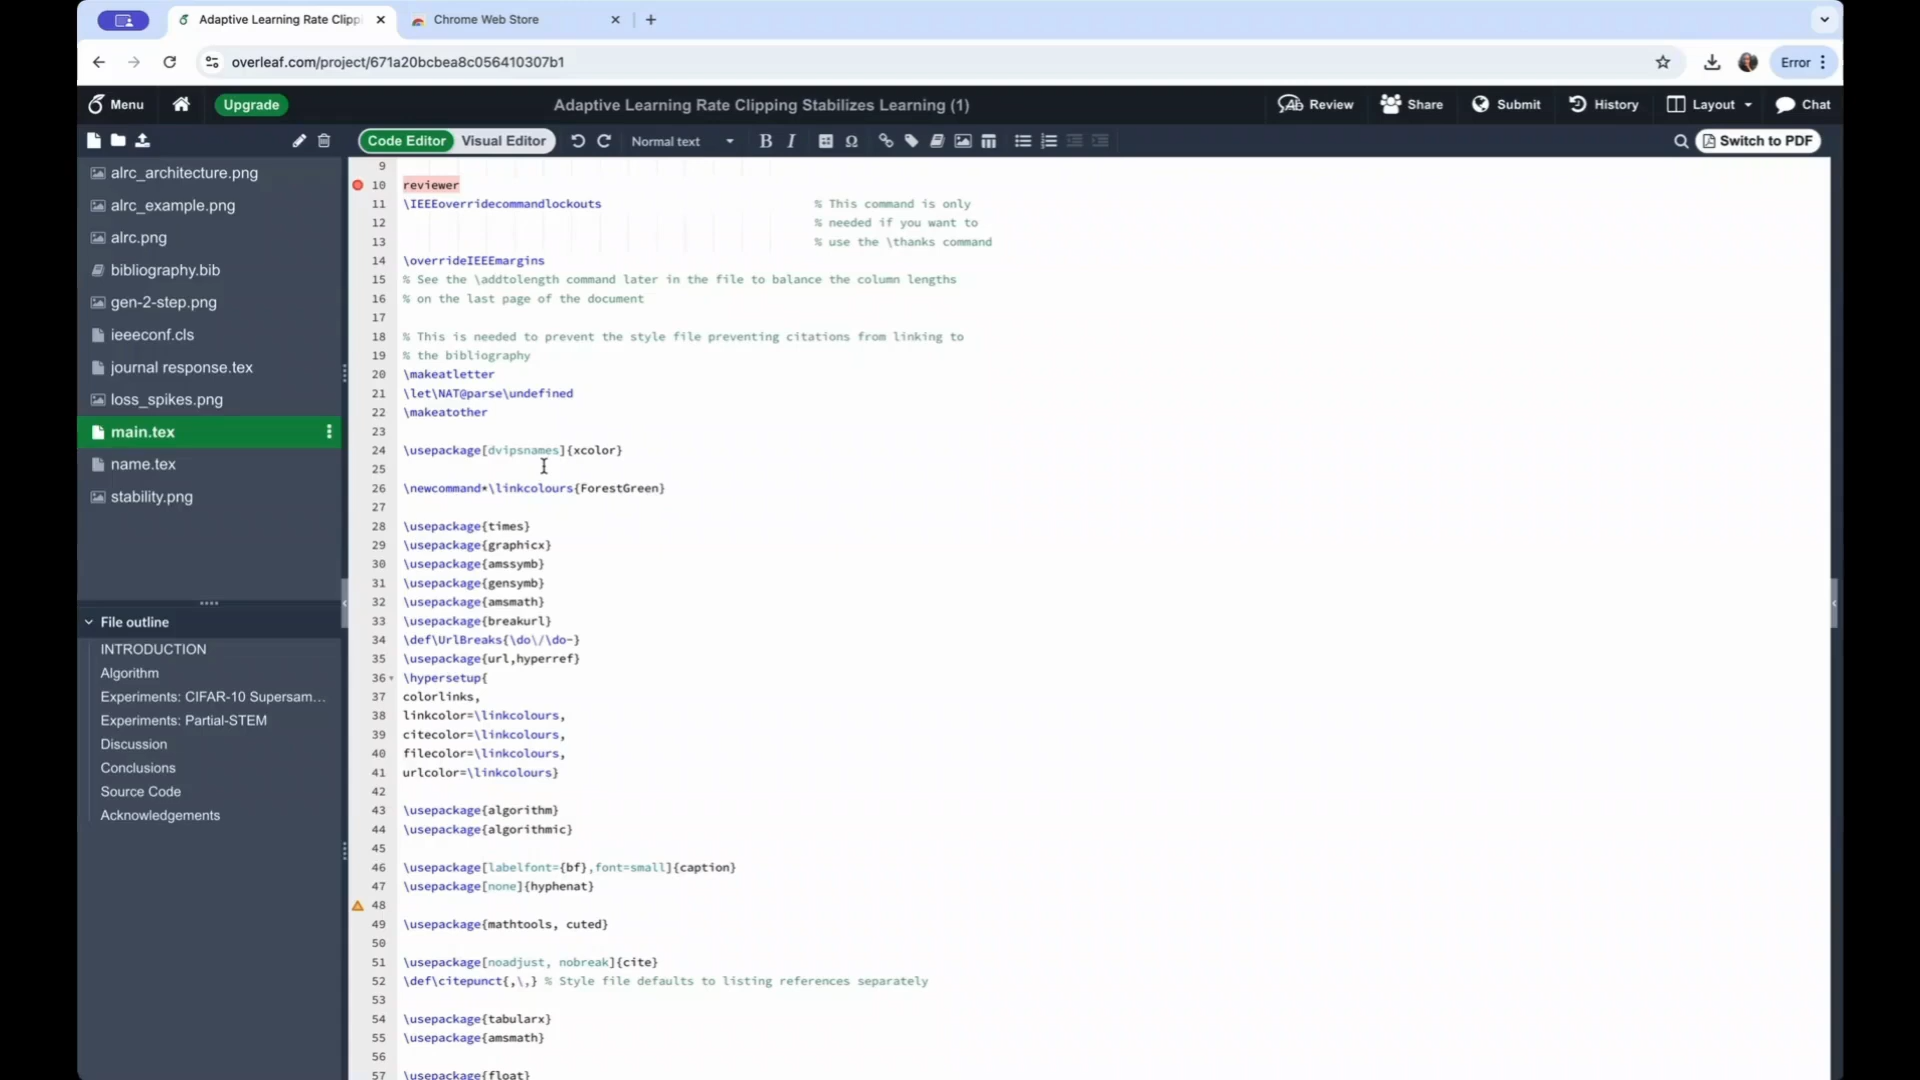 Adaptive Learning Rate Clipp
Chrome Web Store
overleaf.com/project/671a20bcbea8c056410307b1
Error
Menu
Upgrade
Adaptive Learning Rate Clipping Stabilizes Learning (1)
Review
Share
Submit
History
Layout
Chat
Code Editor
Visual Editor
Normal text
B
I
Ω
Switch to PDF
alrc_architecture.png
alrc_example.png
alrc.png
bibliography.bib
gen-2-step.png
ieeeconf.cls
journal response.tex
loss_spikes.png
main.tex
name.tex
stability.png
File outline
INTRODUCTION
Algorithm
Experiments: CIFAR-10 Supersam...
Experiments: Partial-STEM
Discussion
Conclusions
Source Code
Acknowledgements
9
10 reviewer
11 \IEEEoverridecommandlockouts % This command is only
12 % needed if you want to
13 % use the \thanks command
14 \overrideIEEEmargins
15 % See the \addtolength command later in the file to balance the column lengths
16 % on the last page of the document
17
18 % This is needed to prevent the style file preventing citations from linking to
19 % the bibliography
20 \makeatletter
21 \let\NAT@parse\undefined
22 \makeatother
23
24 \usepackage[dvipsnames]{xcolor}
25
26 \newcommand*\linkcolours{ForestGreen}
27
28 \usepackage{times}
29 \usepackage{graphicx}
30 \usepackage{amssymb}
31 \usepackage{gensymb}
32 \usepackage{amsmath}
33 \usepackage{breakurl}
34 \def\UrlBreaks{\do\/\do-}
35 \usepackage{url,hyperref}
36 \hypersetup{
37 colorlinks,
38 linkcolor=\linkcolours,
39 citecolor=\linkcolours,
40 filecolor=\linkcolours,
41 urlcolor=\linkcolours}
42
43 \usepackage{algorithm}
44 \usepackage{algorithmic}
45
46 \usepackage[labelfont={bf},font=small]{caption}
47 \usepackage[none]{hyphenat}
48
49 \usepackage{mathtools, cuted}
50
51 \usepackage[noadjust, nobreak]{cite}
52 \def\citepunct{,\,} % Style file defaults to listing references separately
53
54 \usepackage{tabularx}
55 \usepackage{amsmath}
56
57 \usepackage{float}